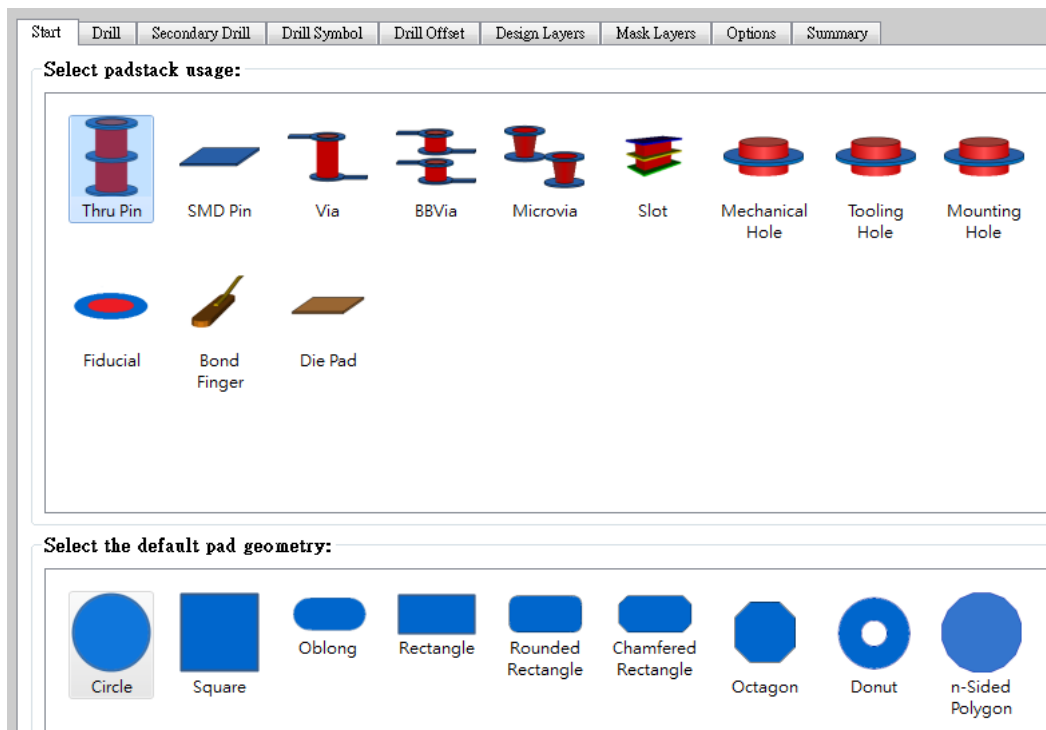 Start Drill Secondary Drill Drill Symbol Drill Offset Design Layers Mask Layers Options Summary
Select padstack usage:
Thru Pin SMD Pin Via BBVia Microvia Slot Mechanical Hole Tooling Hole Mounting Hole
Fiducial Bond Finger Die Pad
Select the default pad geometry:
Circle Square Oblong Rectangle Rounded Rectangle Chamfered Rectangle Octagon Donut n-Sided Polygon